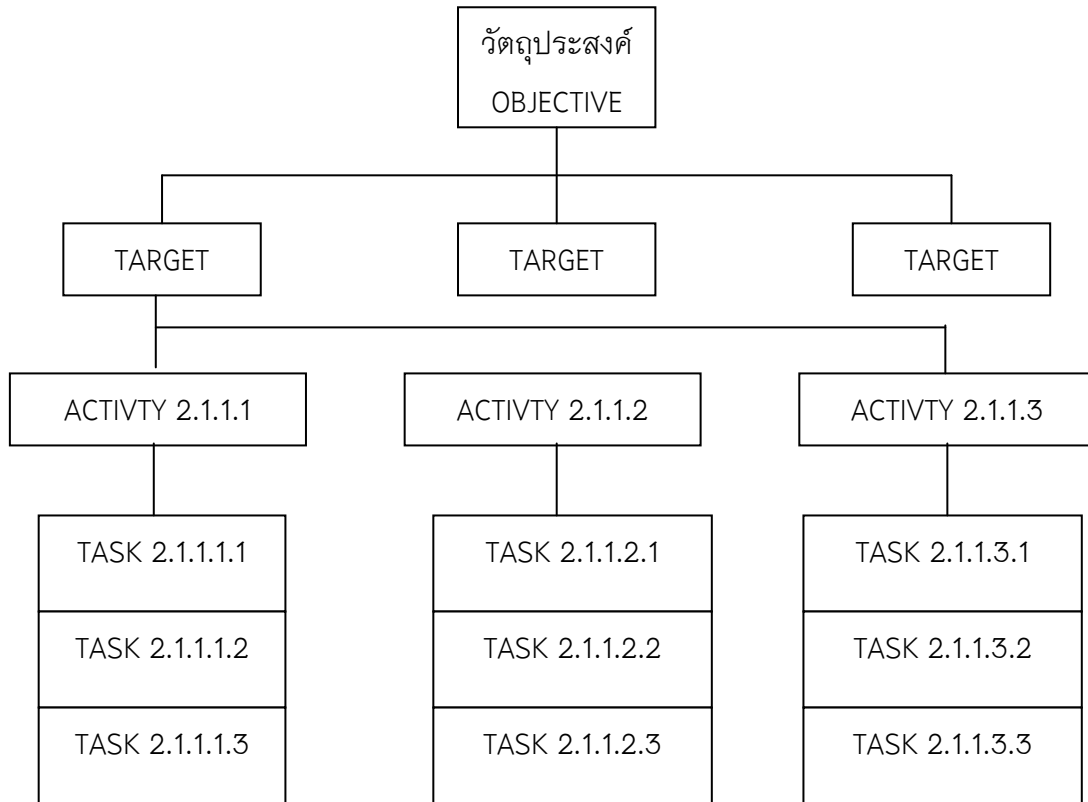 วัตถุประสงค์
OBJECTIVE
TARGET
TARGET
TARGET
ACTIVTY 2.1.1.1
ACTIVTY 2.1.1.2
ACTIVTY 2.1.1.3
TASK 2.1.1.1.1
TASK 2.1.1.2.1
TASK 2.1.1.3.1
TASK 2.1.1.1.2
TASK 2.1.1.2.2
TASK 2.1.1.3.2
TASK 2.1.1.1.3
TASK 2.1.1.2.3
TASK 2.1.1.3.3